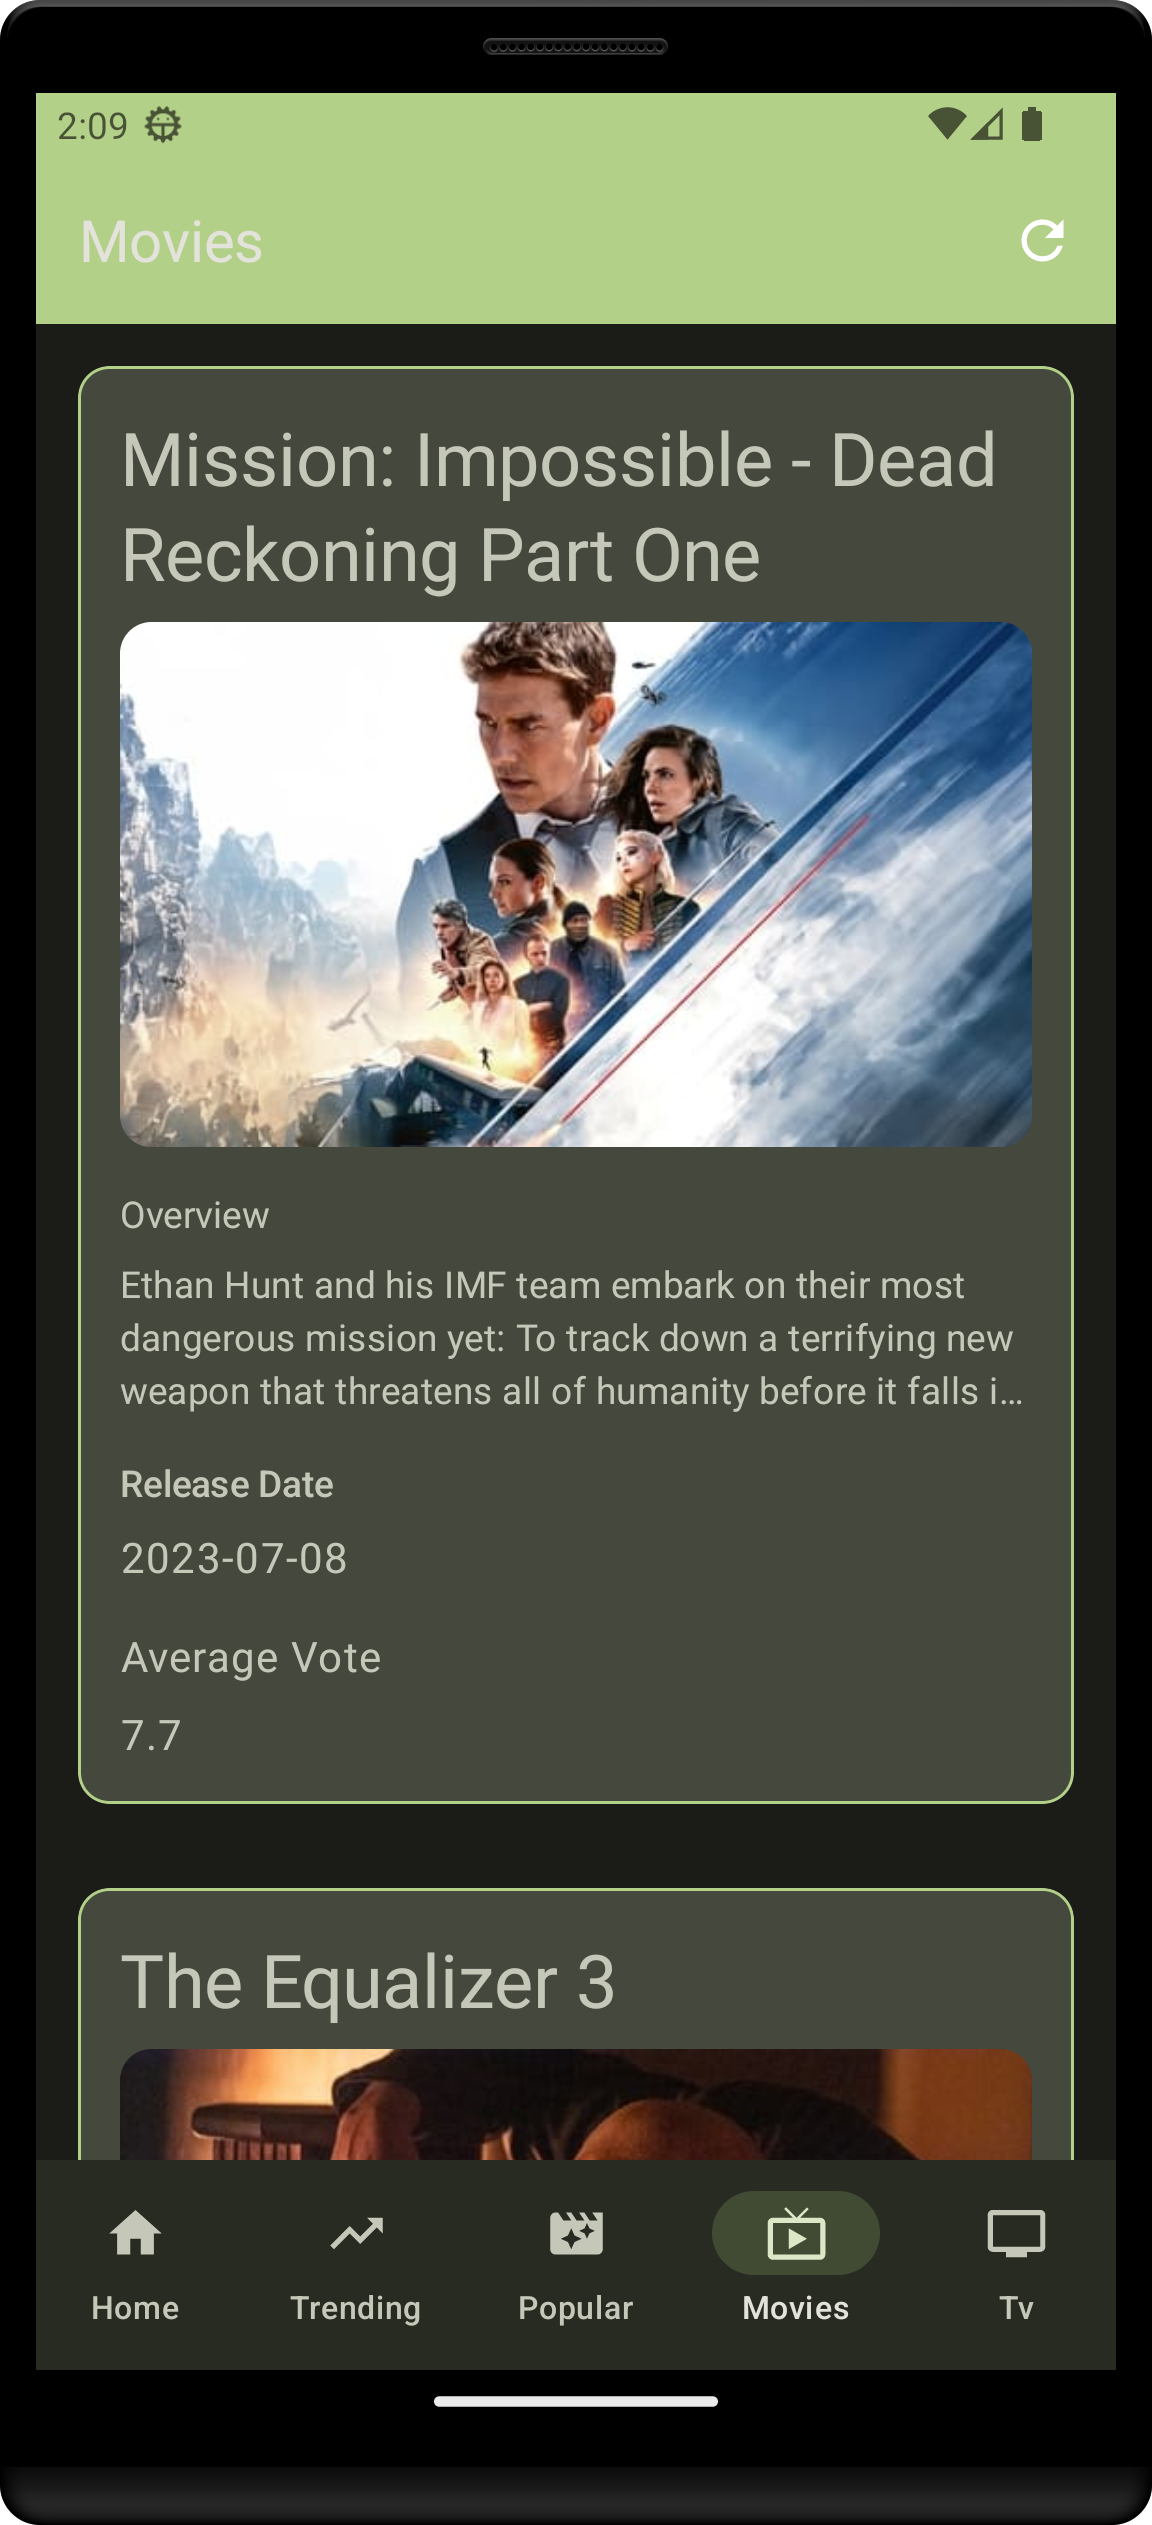 2:09
Movies
Mission: Impossible - Dead
Reckoning Part One
Overview
Ethan Hunt and his IMF team embark on their most
dangerous mission yet: To track down a terrifying new
weapon that threatens all of humanity before it falls i...
Release Date
2023-07-08
Average Vote
7.7
The Equalizer 3
Home Trending Popular Movies Tv